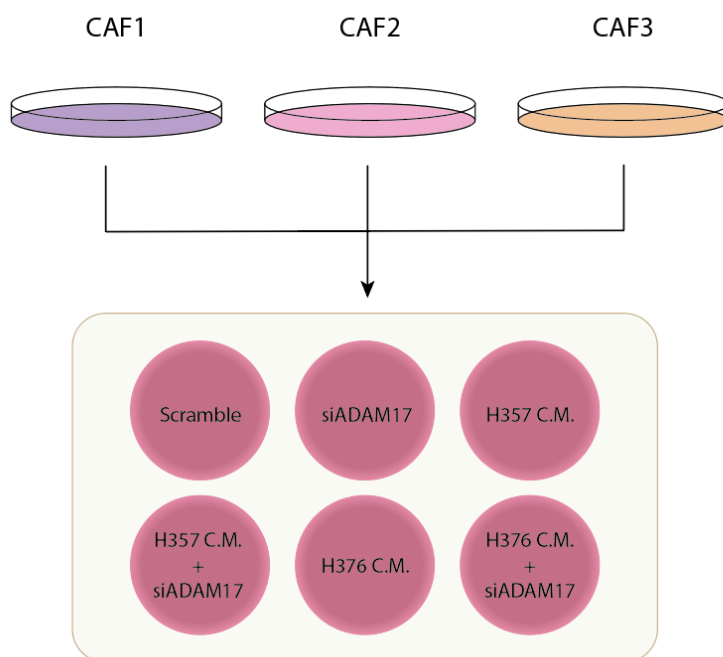 CAF1 CAF2 CAF3
Scramble siADAM17 H357 C.M.
H357 C.M.
+
siADAM17
H376 C.M.
H376 C.M.
+
siADAM17